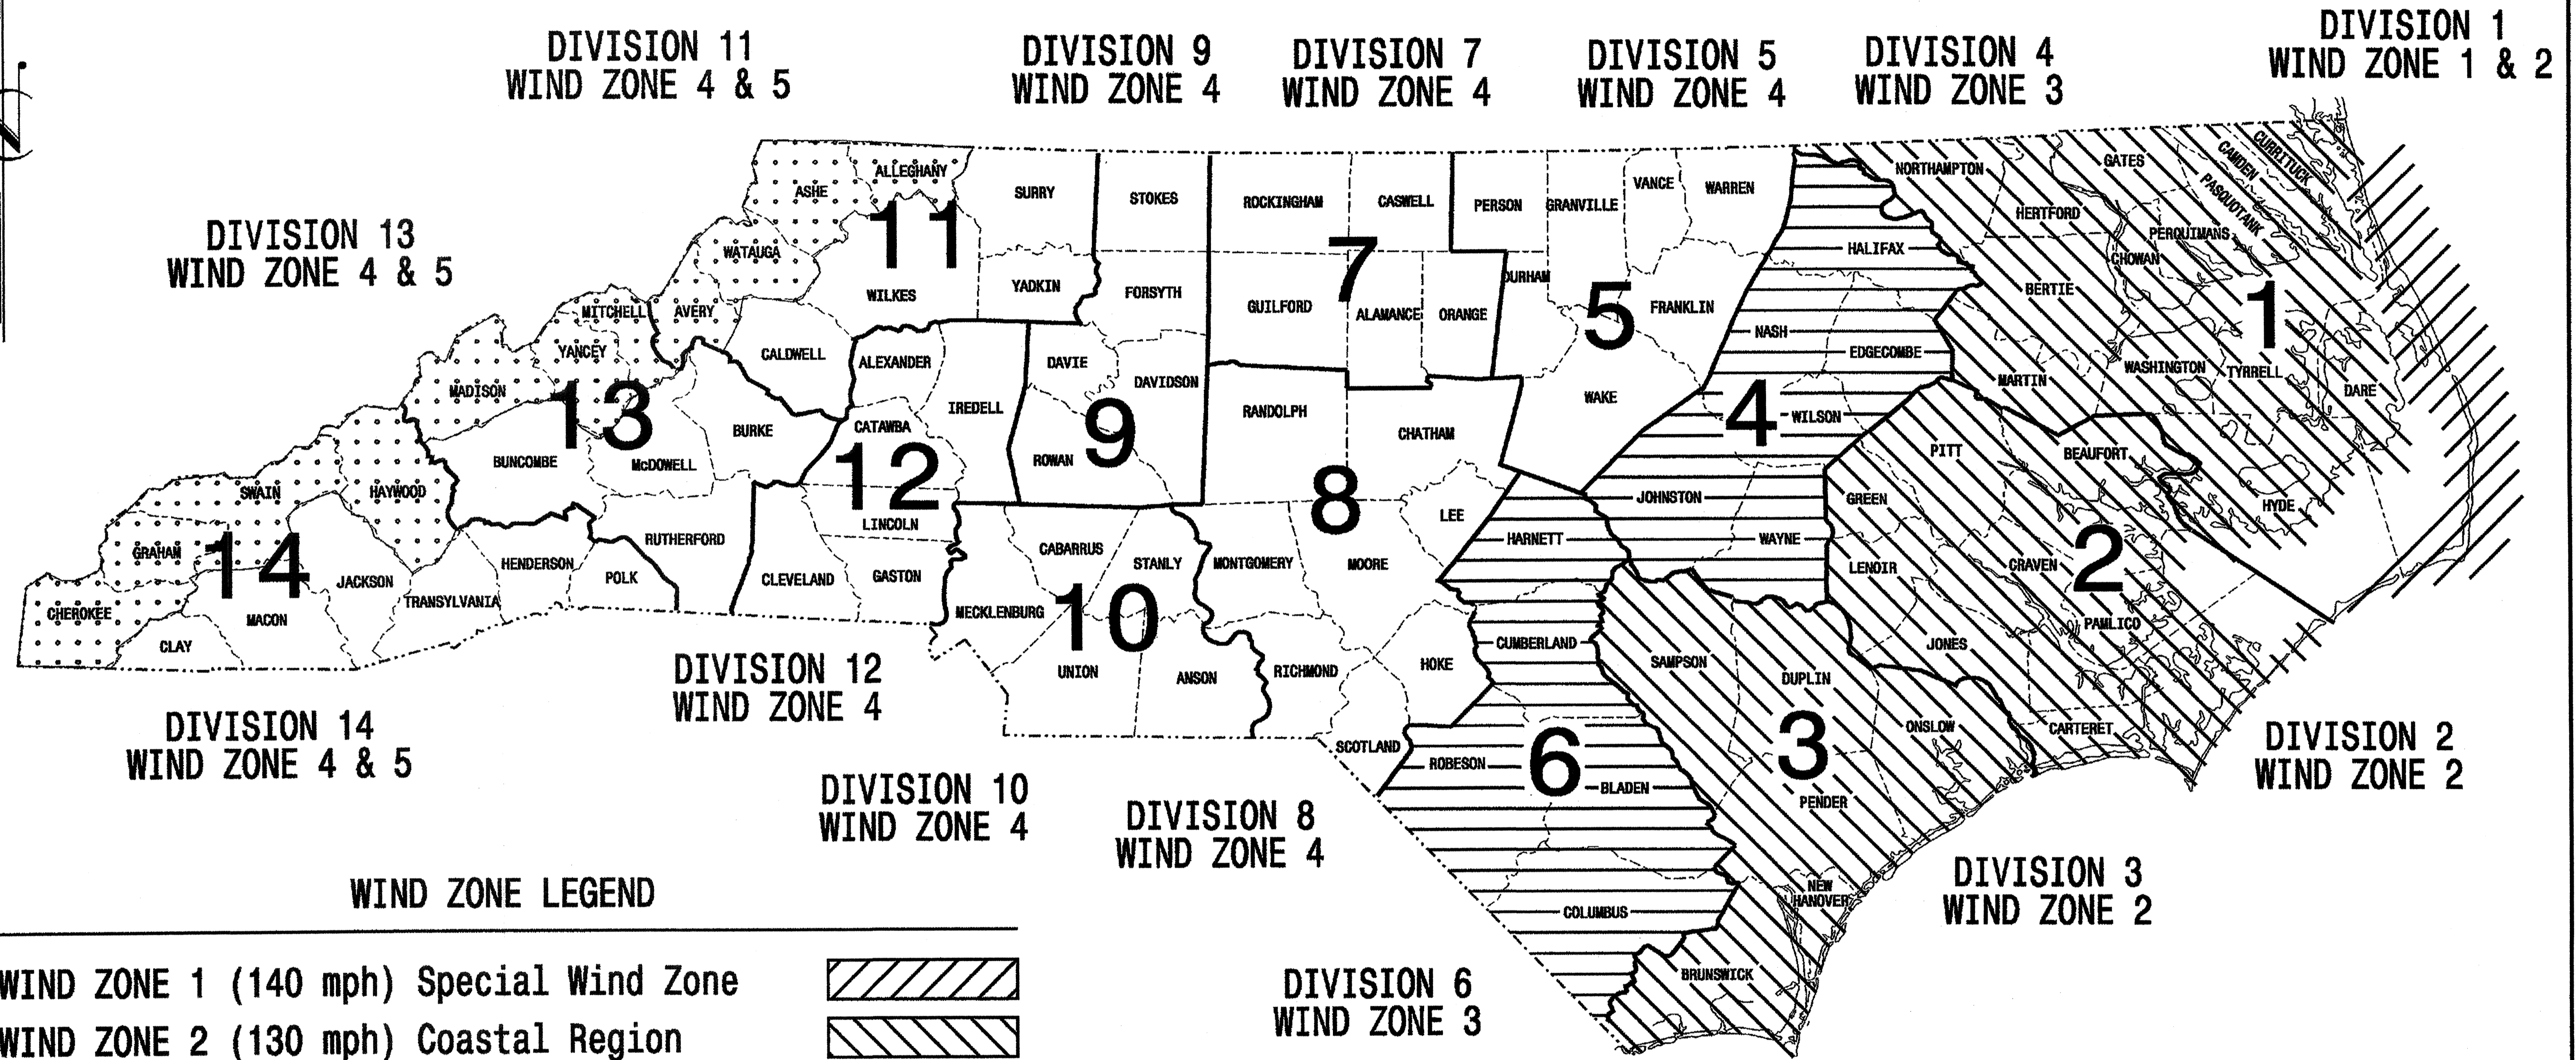 DIVISION 1
WIND ZONE 1 & 2
DIVISION 11
WIND ZONE 4 & 5
DIVISION 9
WIND ZONE 4
DIVISION 7
WIND ZONE 4
DIVISION 5
WIND ZONE 4
DIVISION 4
WIND ZONE 3
DIVISION 13
WIND ZONE 4 & 5
N
ASHE
ALLEGHANY
SURRY
STOKES
ROCKINGHAM
CASWELL
PERSON
GRANVILLE
VANCE
WARREN
NORTHAMPTON
GATES
CAMDEN
CURRITUCK
PASQUOTANK
HERTFORD
PERQUIMANS
CHOWAN
HALIFAX
BERTIE
WATAUGA
11
WILKES
YADKIN
FORSYTH
7
GUILFORD
ALAMANCE
ORANGE
DURHAM
5
FRANKLIN
NASH
EDGECOMBE
1
MITCHELL
AVERY
YANCEY
CALDWELL
ALEXANDER
DAVIE
DAVIDSON
MARTIN
WASHINGTON
TYRRELL
DARE
MADISON
13
BURKE
CATAWBA
IREDELL
9
ROWAN
RANDOLPH
CHATHAM
WAKE
4
WILSON
PITT
BEAUFORT
BUNCOMBE
McDOWELL
12
SWAIN
HAYWOOD
LINCOLN
8
LEE
JOHNSTON
GREEN
HYDE
GRAHAM
14
JACKSON
HENDERSON
RUTHERFORD
CABARRUS
STANLY
MONTGOMERY
MOORE
HARNETT
WAYNE
LENOIR
CRAVEN
2
CHEROKEE
MACON
TRANSYLVANIA
POLK
CLEVELAND
GASTON
MECKLENBURG
10
PAMLICO
CLAY
UNION
ANSON
RICHMOND
HOKE
CUMBERLAND
SAMPSON
DUPLIN
JONES
SCOTLAND
ROBESON
6
BLADEN
3
ONSLOW
CARTERET
PENDER
NEW
HANOVER
COLUMBUS
BRUNSWICK
DIVISION 12
WIND ZONE 4
DIVISION 14
WIND ZONE 4 & 5
DIVISION 2
WIND ZONE 2
DIVISION 10
WIND ZONE 4
DIVISION 8
WIND ZONE 4
DIVISION 3
WIND ZONE 2
DIVISION 6
WIND ZONE 3
WIND ZONE LEGEND
WIND ZONE 1 (140 mph) Special Wind Zone
WIND ZONE 2 (130 mph) Coastal Region